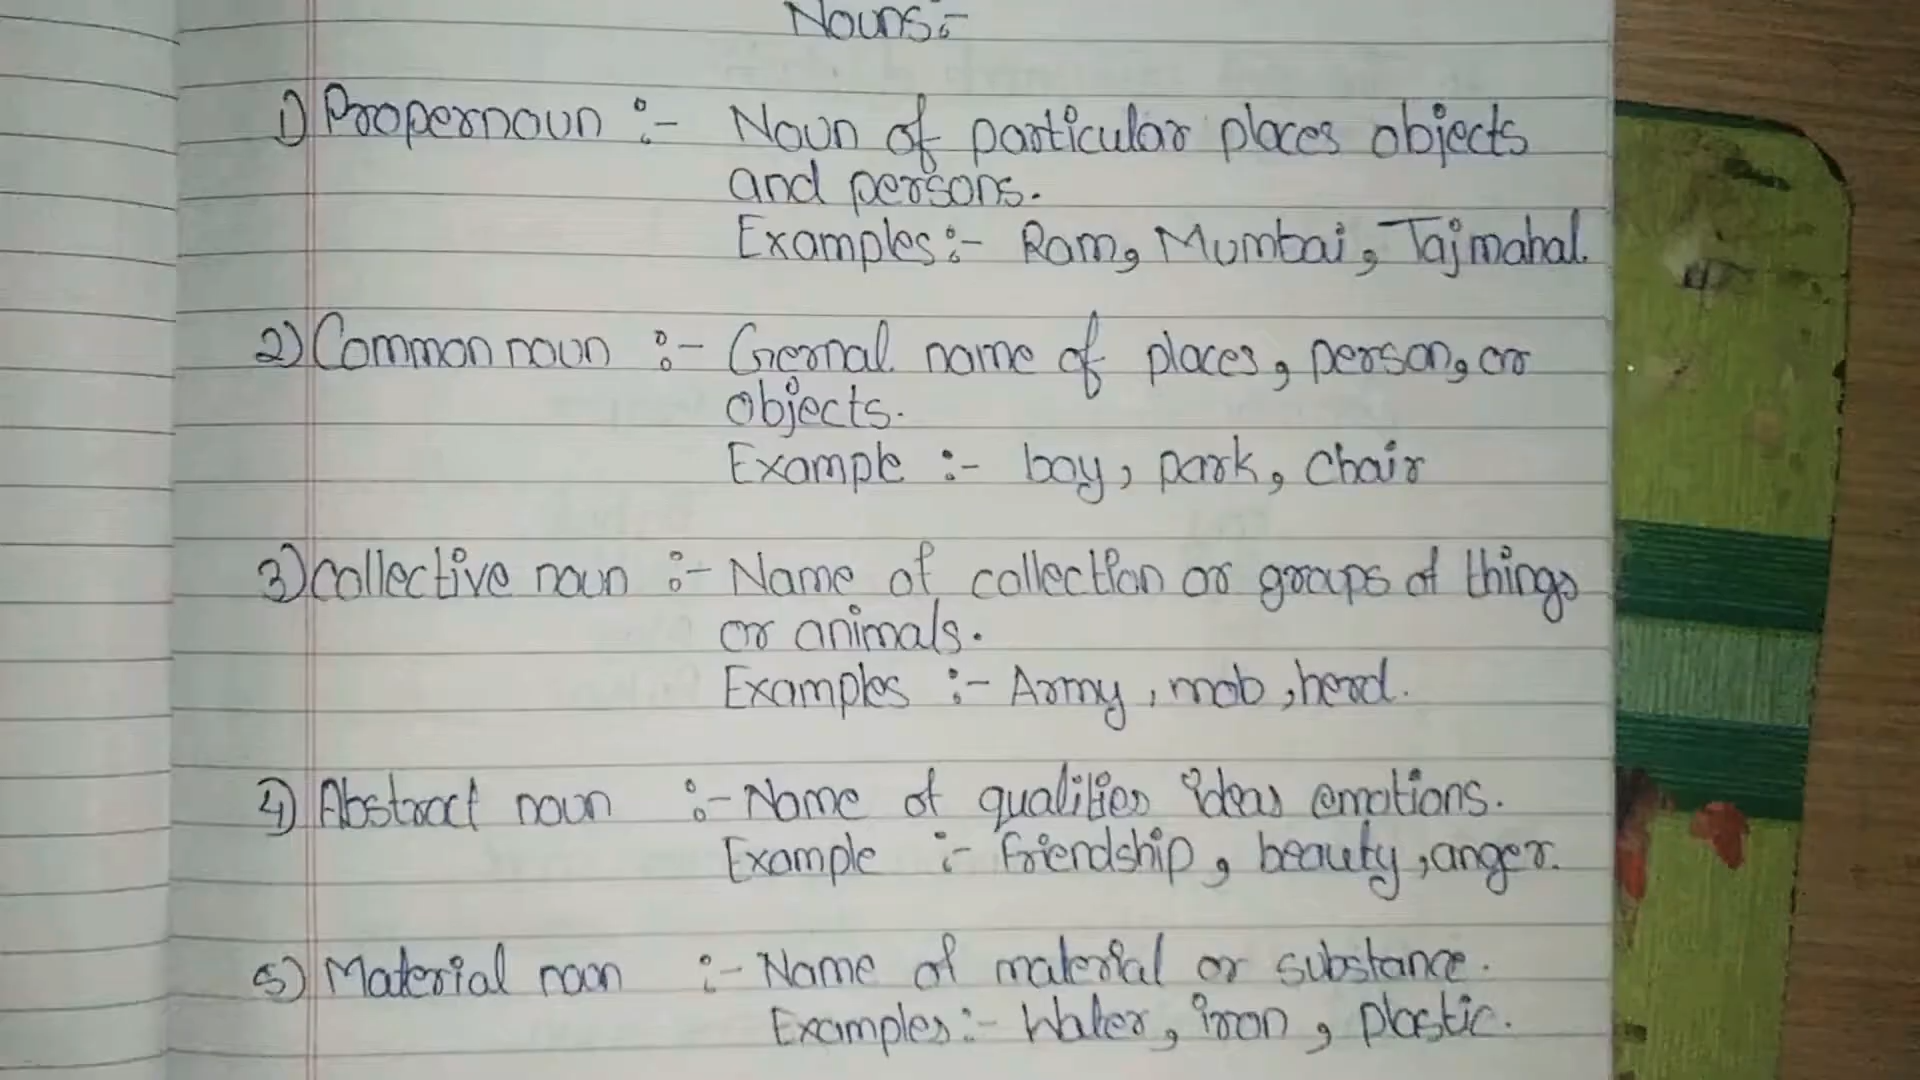 Nouns:-
1) Propernoun :- Noun of particular places objects
and persons.
Examples:- Ram, Mumbai, Tajmahal.
2) Common noun :- Gernal name of places, person, or
objects.
Example :- boy, park, Chair
3) collective noun :- Name of collection or groups of things
or animals.
Examples :- Army, mob, herd.
4) Abstract noun :- Name of qualities ideas emotions.
Example :- friendship, beauty, anger.
5) Material noun :- Name of material or substance.
Examples:- Water, iron, plastic.